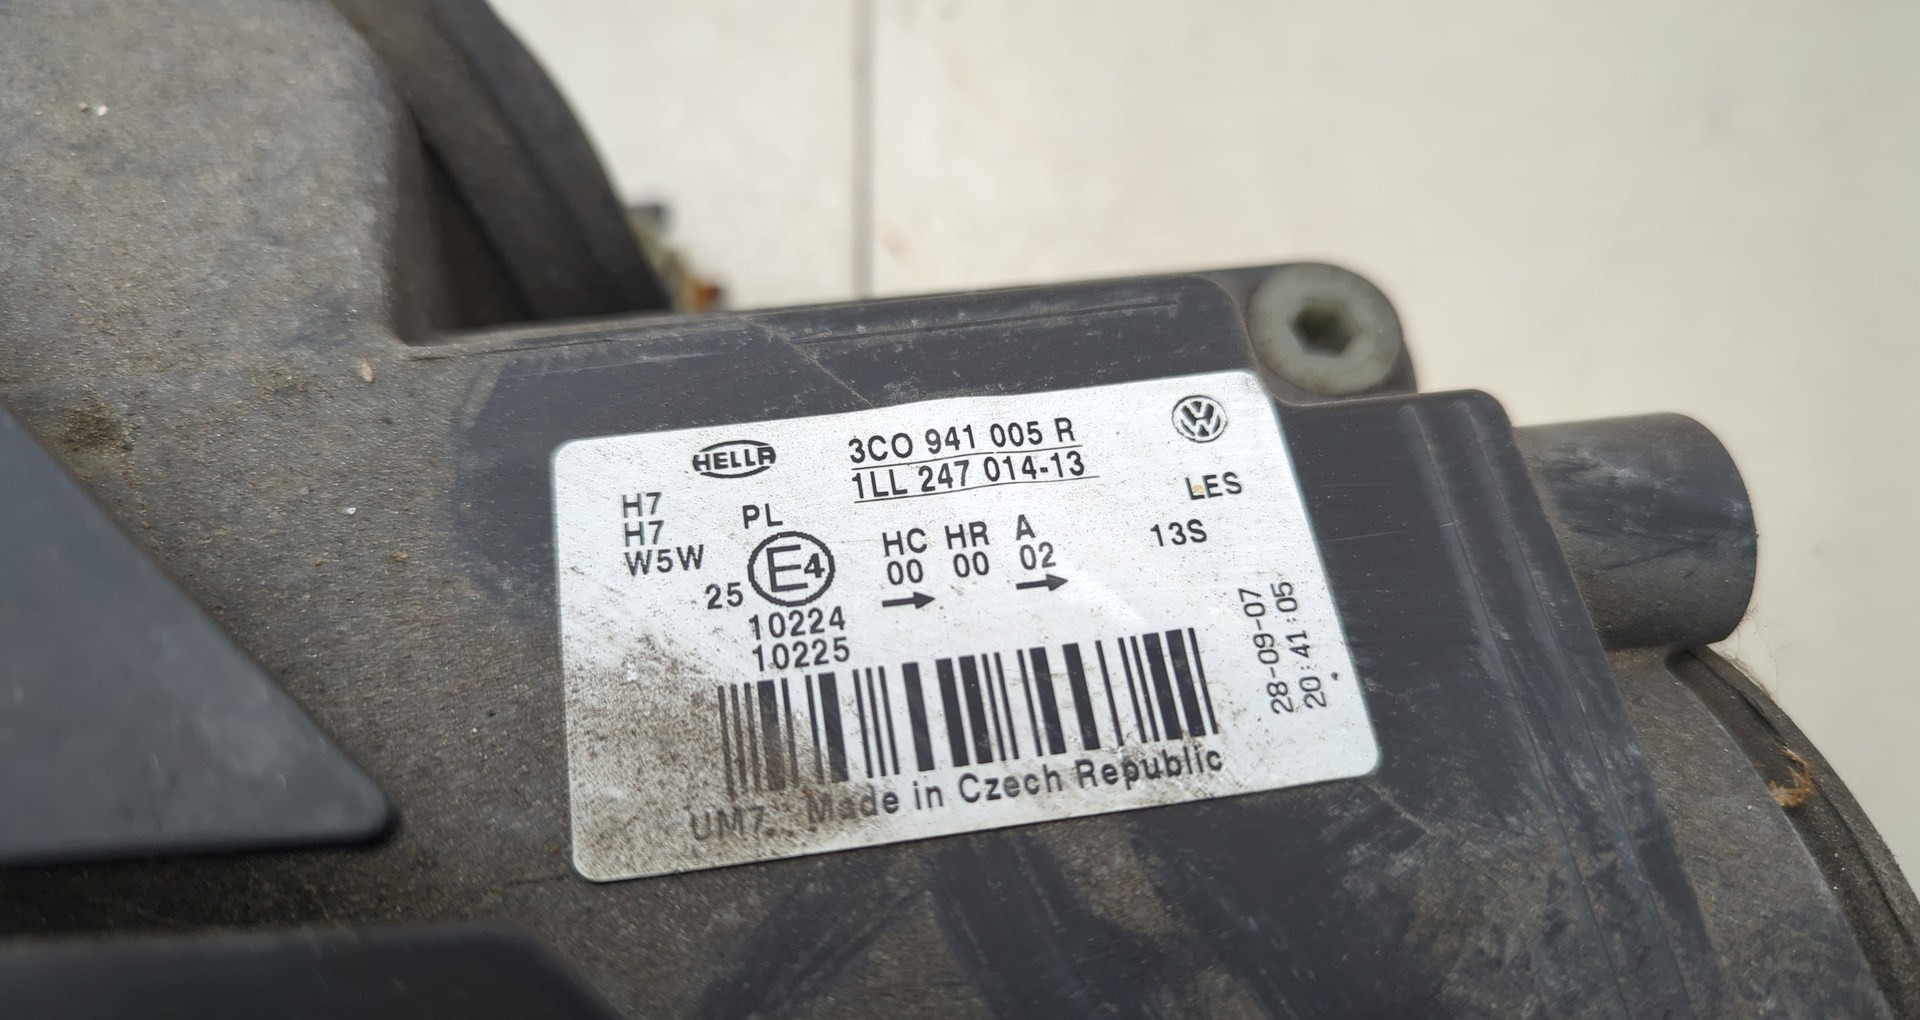 HELLA
3C0 941 005 R
1LL 247 014-13
VW
H7
H7
W5W
PL
25 E4
10224
10225
HC HR A
00 00 02
→ →
LES
13S
28-09-07
20:41:05
UM7 Made in Czech Republic